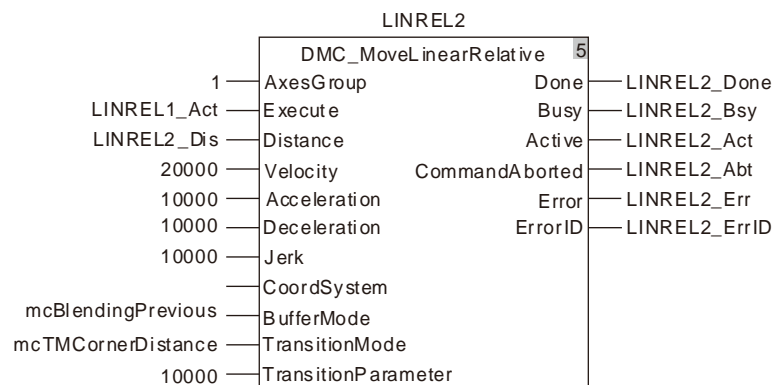 LINREL2
DMC_MoveLinearRelative 5
1 AxesGroup Done LINREL2_Done
LINREL1_Act Execute Busy LINREL2_Bsy
LINREL2_Dis Distance Active LINREL2_Act
20000 Velocity CommandAborted LINREL2_Abt
10000 Acceleration Error LINREL2_Err
10000 Deceleration ErrorID LINREL2_ErrID
10000 Jerk
CoordSystem
mcBlendingPrevious BufferMode
mcTMCornerDistance TransitionMode
10000 TransitionParameter